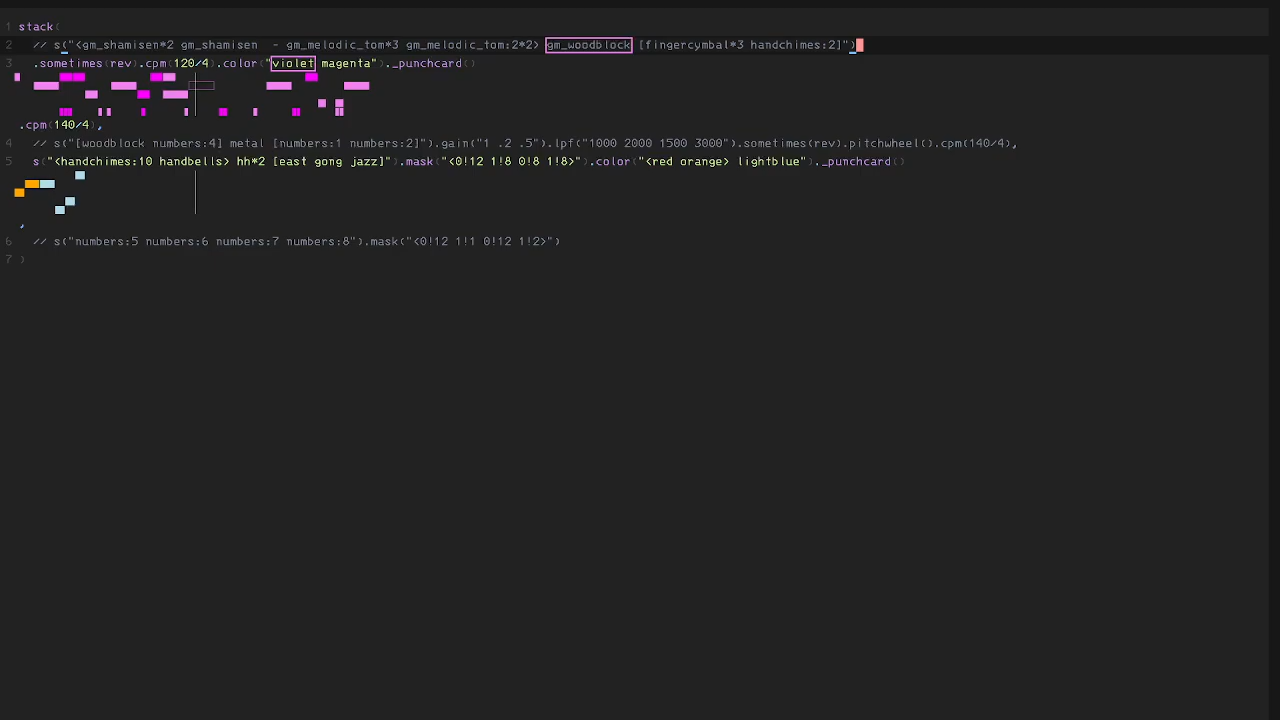 1 stack(
2 // s("<gm_shamisen*2 gm_shamisen  - gm_melodic_tom*3 gm_melodic_tom:2*2> gm_woodblock [fingercymbal*3 handchimes:2]")
3 .sometimes(rev).cpm(120/4).color("violet magenta")._punchcard()
.cpm(140/4),
4 // s("[woodblock numbers:4] metal [numbers:1 numbers:2]").gain("1 .2 .5").lpf("1000 2000 1500 3000").sometimes(rev).pitchwheel().cpm(140/4),
5 s("<handchimes:10 handbells> hh*2 [east gong jazz]").mask("<0!12 1!8 0!8 1!8>").color("<red orange> lightblue")._punchcard()
,
6 // s("numbers:5 numbers:6 numbers:7 numbers:8").mask("<0!12 1!1 0!12 1!2>")
7 )